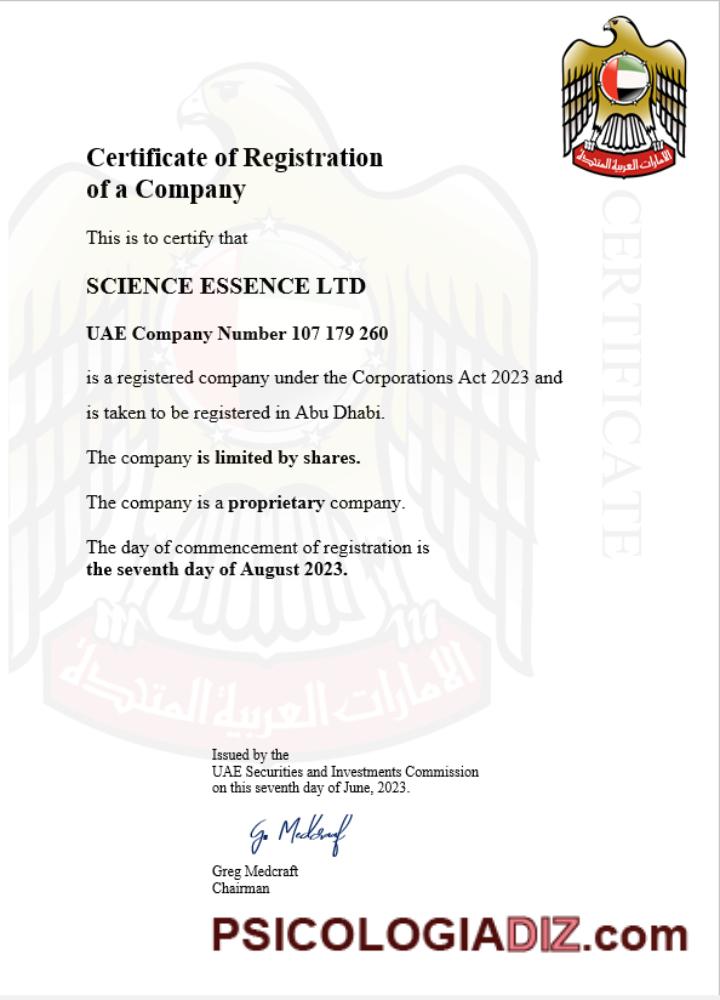 الإمارات العربية المتحدة
CERTIFICATE
Certificate of Registration
of a Company
This is to certify that
SCIENCE ESSENCE LTD
UAE Company Number 107 179 260
is a registered company under the Corporations Act 2023 and
is taken to be registered in Abu Dhabi.
The company is limited by shares.
The company is a proprietary company.
The day of commencement of registration is
the seventh day of August 2023.
الإمارات العربية المتحدة
Issued by the
UAE Securities and Investments Commission
on this seventh day of June, 2023.
G. Medcraft
Greg Medcraft
Chairman
PSICOLOGIADIZ.com